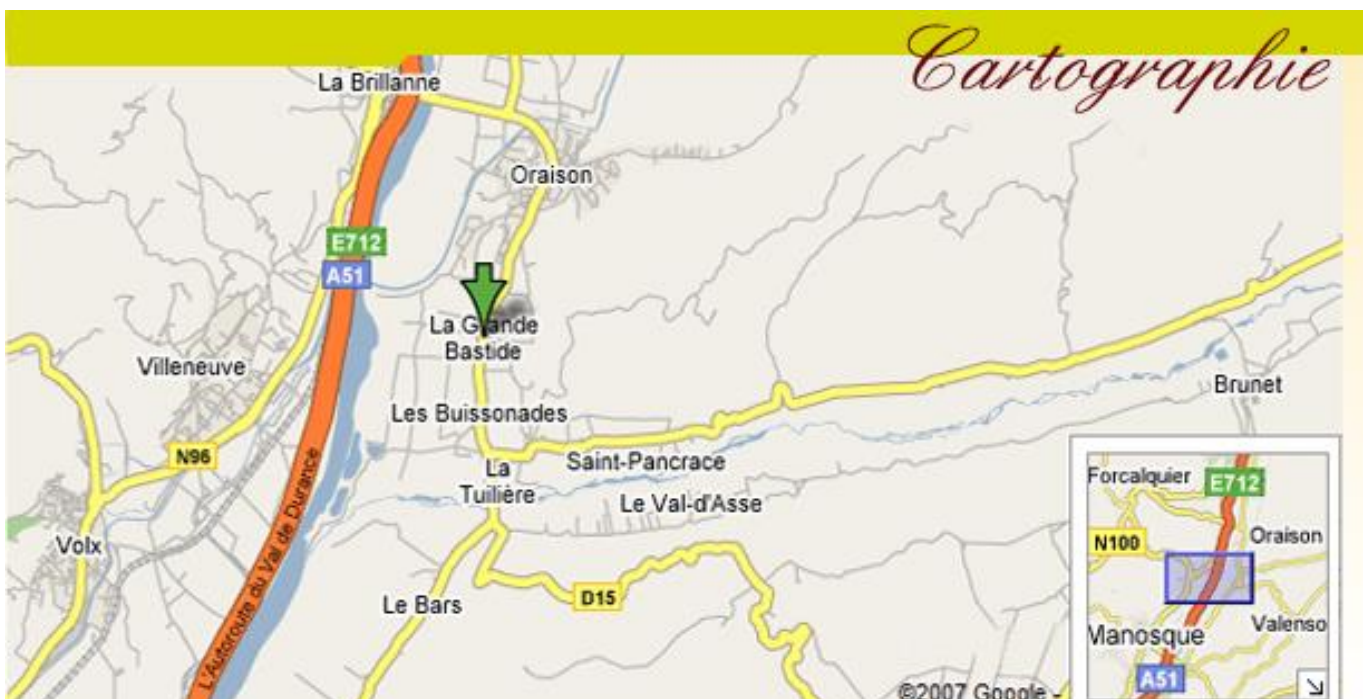 Cartographie
La Brillanne
Oraison
E712
A51
La Grande
Bastide
Villeneuve
Brunet
Les Buissonades
N96
La
Tuilière
Saint-Pancrace
Le Val-d'Asse
Volx
L'Autoroute du Val de Durance
Le Bars
D15
Forcalquier
E712
N100
Oraison
Manosque
Valenso
A51
©2007 Google -